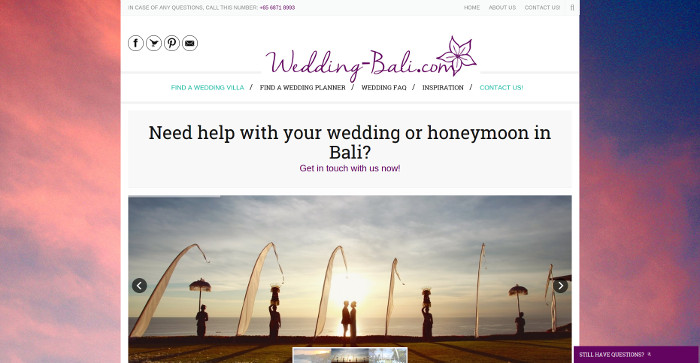 IN CASE OF ANY QUESTIONS, CALL THIS NUMBER: +65 6871 8993
HOME ABOUT US CONTACT US!
Wedding-Bali.com
FIND A WEDDING VILLA / FIND A WEDDING PLANNER / WEDDING FAQ / INSPIRATION / CONTACT US!
Need help with your wedding or honeymoon in
Bali?
Get in touch with us now!
STILL HAVE QUESTIONS?